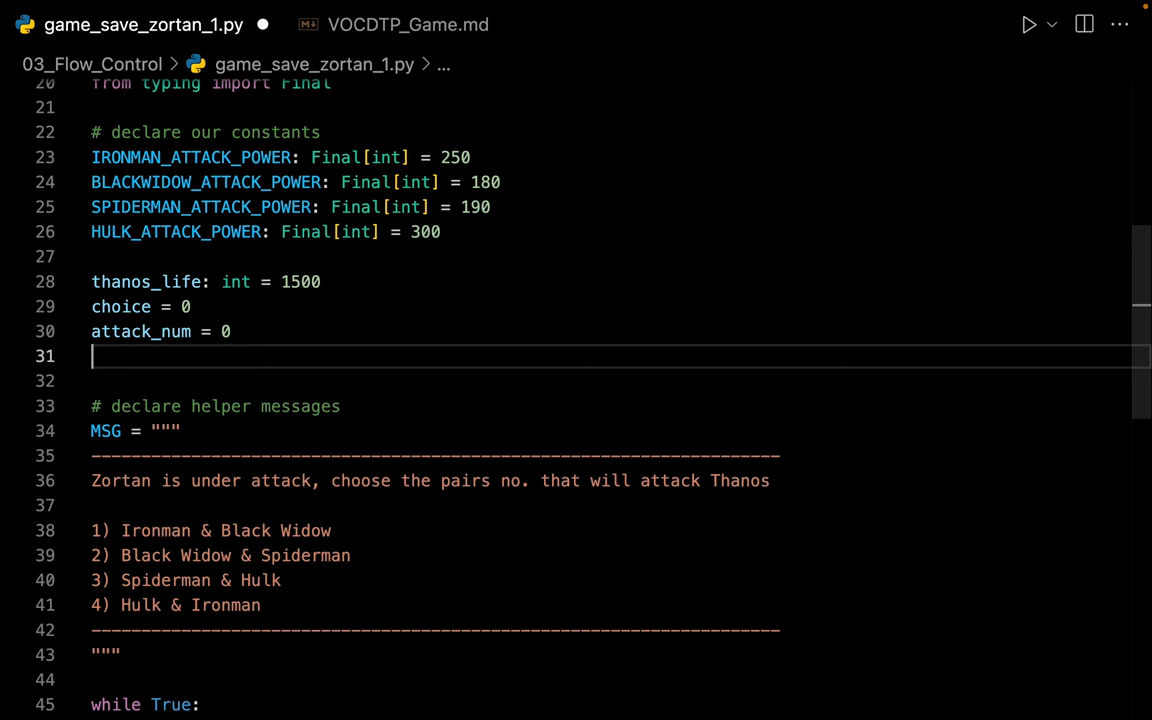 game_save_zortan_1.py ● VOCDTP_Game.md ...
03_Flow_Control > game_save_zortan_1.py > ...
20 from typing import Final
21
22 # declare our constants
23 IRONMAN_ATTACK_POWER: Final[int] = 250
24 BLACKWIDOW_ATTACK_POWER: Final[int] = 180
25 SPIDERMAN_ATTACK_POWER: Final[int] = 190
26 HULK_ATTACK_POWER: Final[int] = 300
27
28 thanos_life: int = 1500
29 choice = 0
30 attack_num = 0
31
32
33 # declare helper messages
34 MSG = """
35 ---------------------------------------------------------------------
36 Zortan is under attack, choose the pairs no. that will attack Thanos
37
38 1) Ironman & Black Widow
39 2) Black Widow & Spiderman
40 3) Spiderman & Hulk
41 4) Hulk & Ironman
42 ---------------------------------------------------------------------
43 """
44
45 while True: